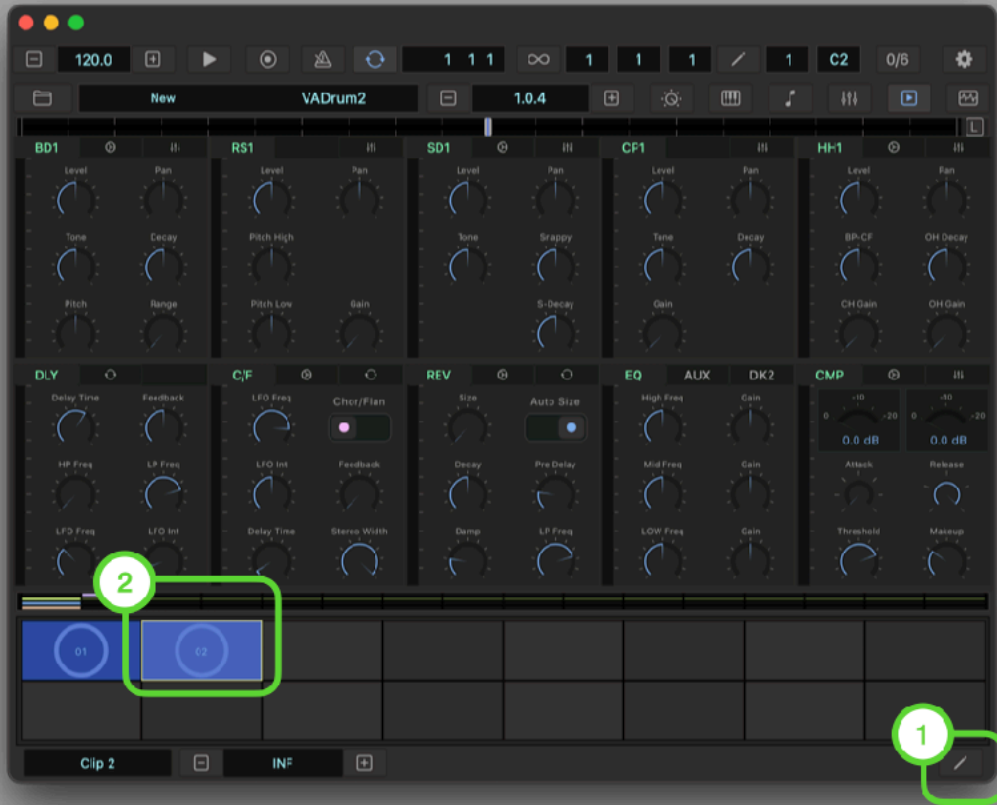 120.0 1 1 1 1 1 1 1 C2 0/6
New VADrum2 1.0.4
L
BD1 RS1 SD1 CP1 HH1
Level Pan Level Pan Level Pan Level Pan Level Pan
Tone Decay Pitch High Tone Snappy Tone Decay BP-CF OH Decay
Pitch Range Pitch Low Gain S-Decay Gain CH Gain OH Gain
DLY C/F REV EQ AUX DK2 CMP
Delay Time Feedback LFO Freq Chor/Flan Size Auto Size High Freq Gain -10 -10
0 -20 0 -20
0.0 dB 0.0 dB
HP Freq LP Freq LFO Int Feedback Decay Pre Delay Mid Freq Gain Attack Release
LFO Freq LFO Int Delay Time Stereo Width Damp LP Freq LOW Freq Gain Threshold Makeup
2
01 02
1
Clip 2 INF